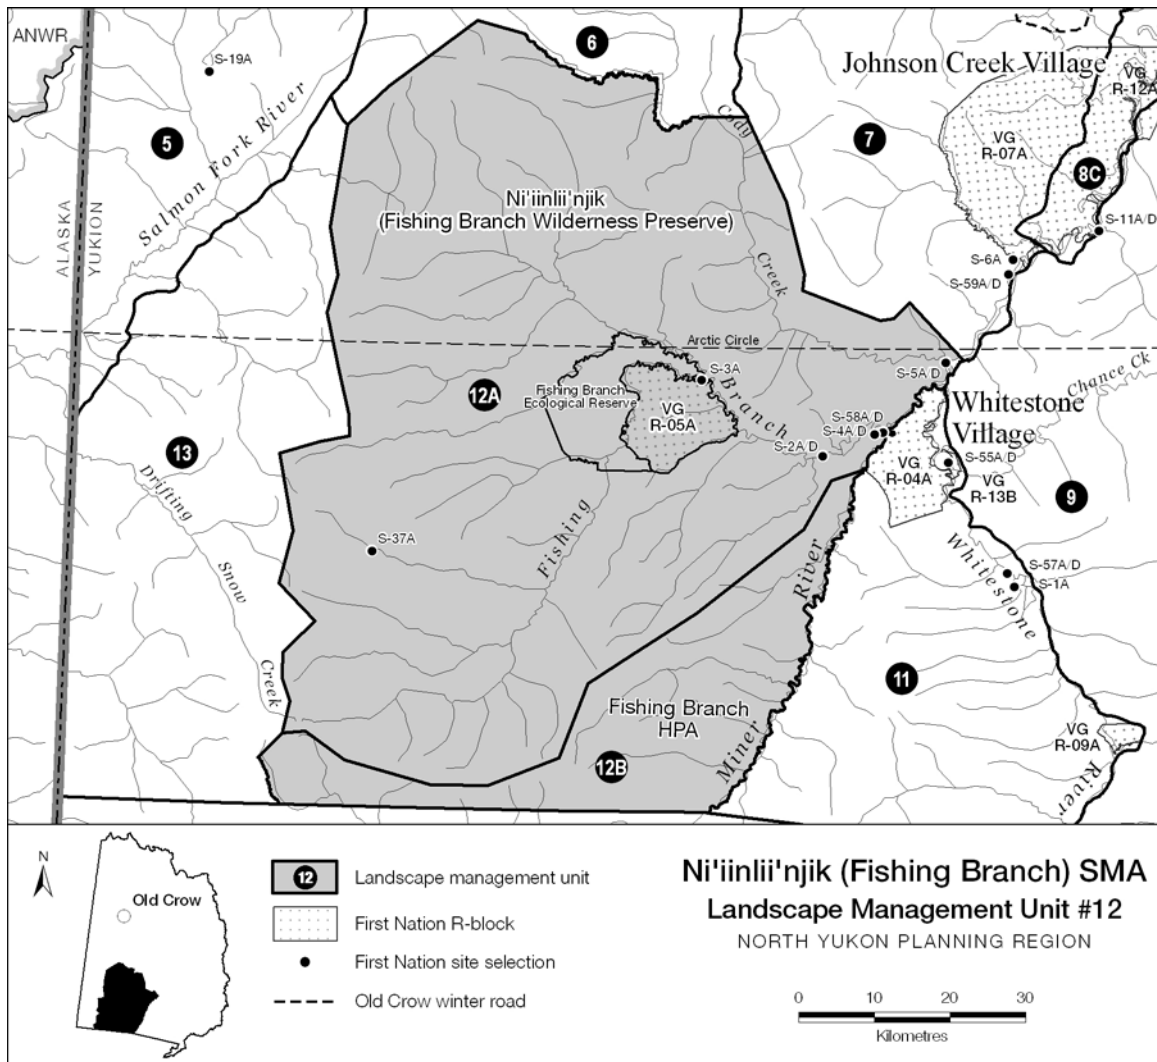 ANWR
S-19A
6
Johnson Creek Village
VG
R-12A
5
7
VG
R-07A
8C
Cody
Salmon Fork River
Ni'iinlii'njik
(Fishing Branch Wilderness Preserve)
S-11A/D
ALASKA
YUKION
S-6A
S-59A/D
Creek
Arctic Circle
S-3A
S-5A/D
Chance Ck
12A
Fishing Branch
Ecological Reserve
VG
R-05A
Branch
S-58A/D
S-4A/D
Whitestone
Village
13
S-2A/D
VG
R-04A
S-55A/D
VG
R-13B
9
Drifting
S-37A
Fishing
River
Whitestone
S-57A/D
S-1A
Snow
Creek
11
Fishing Branch
HPA
VG
R-09A
12B
Miner
River
N
Old Crow
12
Landscape management unit
First Nation R-block
First Nation site selection
Old Crow winter road
Ni'iinlii'njik (Fishing Branch) SMA
Landscape Management Unit #12
NORTH YUKON PLANNING REGION
0 10 20 30
Kilometres